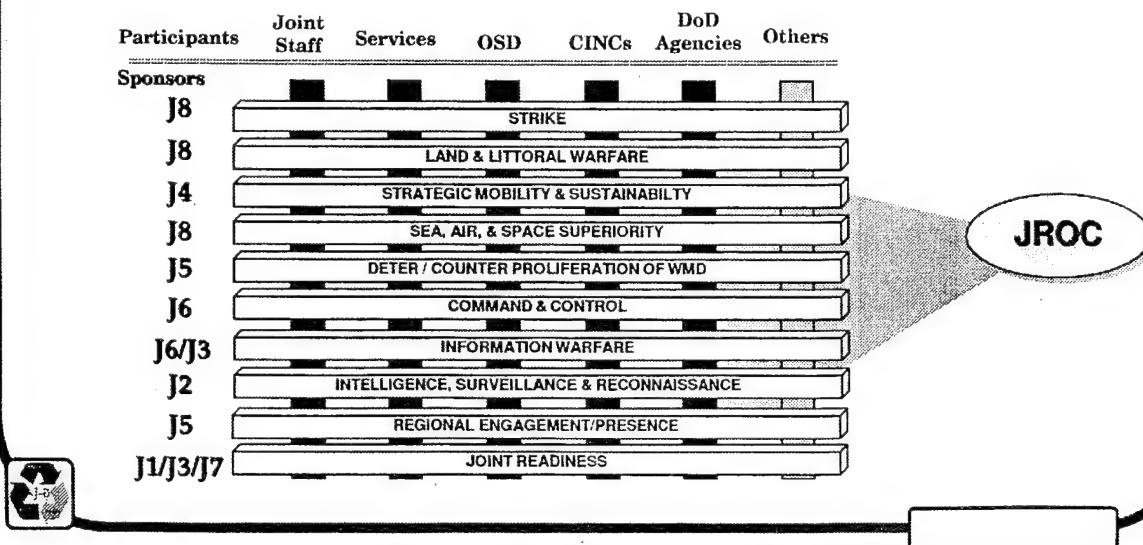 Participants Joint Staff Services OSD CINCs DoD Agencies Others
Sponsors
J8 STRIKE
J8 LAND & LITTORAL WARFARE
J4 STRATEGIC MOBILITY & SUSTAINABILTY
J8 SEA, AIR, & SPACE SUPERIORITY
J5 DETER / COUNTER PROLIFERATION OF WMD
J6 COMMAND & CONTROL
J6/J3 INFORMATION WARFARE
J2 INTELLIGENCE, SURVEILLANCE & RECONNAISSANCE
J5 REGIONAL ENGAGEMENT/PRESENCE
J1/J3/J7 JOINT READINESS
JROC